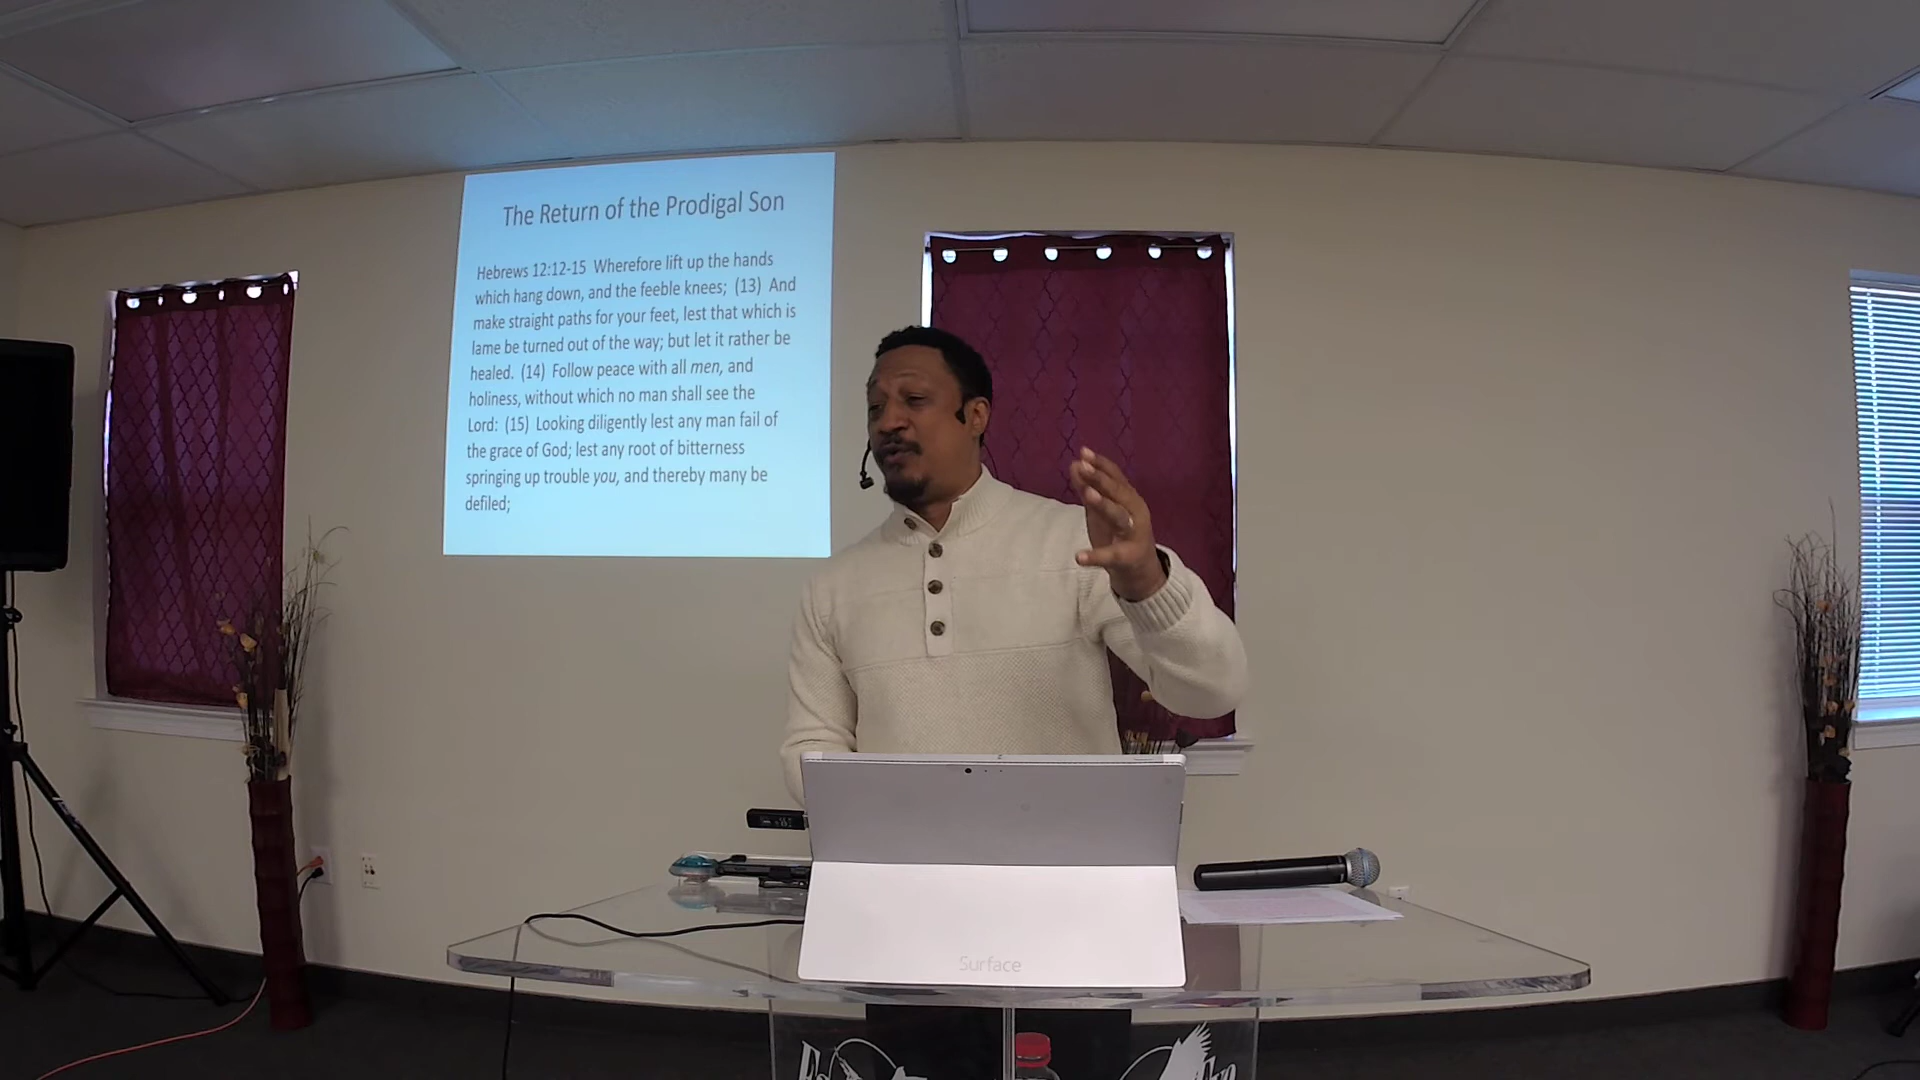 The Return of the Prodigal Son
Hebrews 12:12-15  Wherefore lift up the hands
which hang down, and the feeble knees;  (13)  And
make straight paths for your feet, lest that which is
lame be turned out of the way; but let it rather be
healed.  (14)  Follow peace with all men, and
holiness, without which no man shall see the
Lord:  (15)  Looking diligently lest any man fail of
the grace of God; lest any root of bitterness
springing up trouble you, and thereby many be
defiled;
Surface